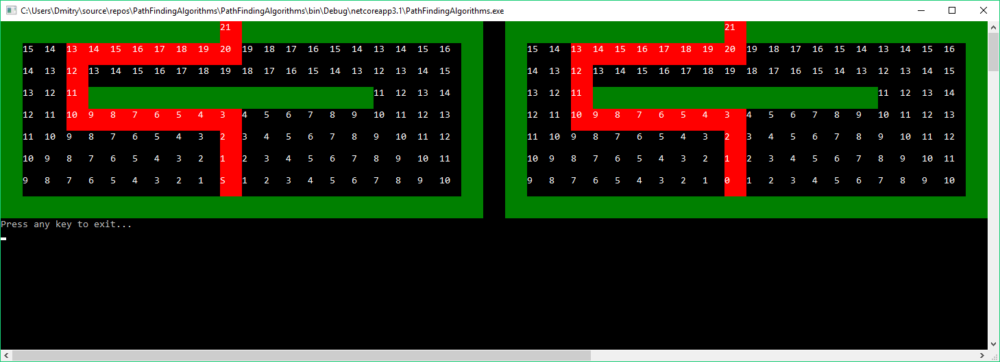 C:\Users\Dmitry\source\repos\PathFindingAlgorithms\PathFindingAlgorithms\bin\Debug\netcoreapp3.1\PathFindingAlgorithms.exe
21 21
15 14 13 14 15 16 17 18 19 20 19 18 17 16 15 14 13 14 15 16 15 14 13 14 15 16 17 18 19 20 19 18 17 16 15 14 13 14 15 16
14 13 12 13 14 15 16 17 18 19 18 17 16 15 14 13 12 13 14 15 14 13 12 13 14 15 16 17 18 19 18 17 16 15 14 13 12 13 14 15
13 12 11 11 12 13 14 13 12 11 11 12 13 14
12 11 10 9 8 7 6 5 4 3 4 5 6 7 8 9 10 11 12 13 12 11 10 9 8 7 6 5 4 3 4 5 6 7 8 9 10 11 12 13
11 10 9 8 7 6 5 4 3 2 3 4 5 6 7 8 9 10 11 12 11 10 9 8 7 6 5 4 3 2 3 4 5 6 7 8 9 10 11 12
10 9 8 7 6 5 4 3 2 1 2 3 4 5 6 7 8 9 10 11 10 9 8 7 6 5 4 3 2 1 2 3 4 5 6 7 8 9 10 11
9 8 7 6 5 4 3 2 1 S 1 2 3 4 5 6 7 8 9 10 9 8 7 6 5 4 3 2 1 0 1 2 3 4 5 6 7 8 9 10
Press any key to exit...